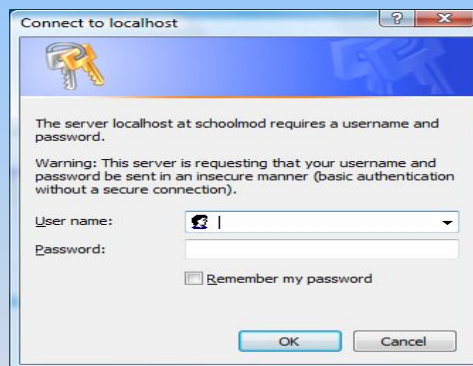 Connect to localhost
The server localhost at schoolmod requires a username and
password.
Warning: This server is requesting that your username and
password be sent in an insecure manner (basic authentication
without a secure connection).
User name:
Password:
Remember my password
OK Cancel